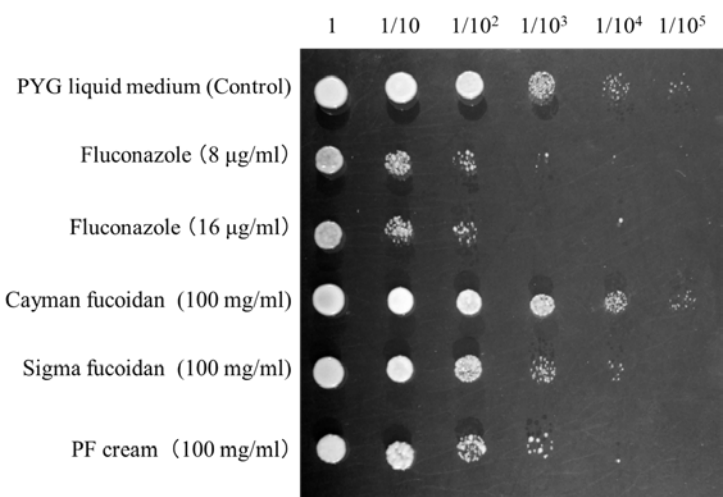 1 1/10 1/10² 1/10³ 1/10⁴ 1/10⁵
PYG liquid medium (Control)
Fluconazole (8 μg/ml)
Fluconazole (16 μg/ml)
Cayman fucoidan (100 mg/ml)
Sigma fucoidan (100 mg/ml)
PF cream (100 mg/ml)